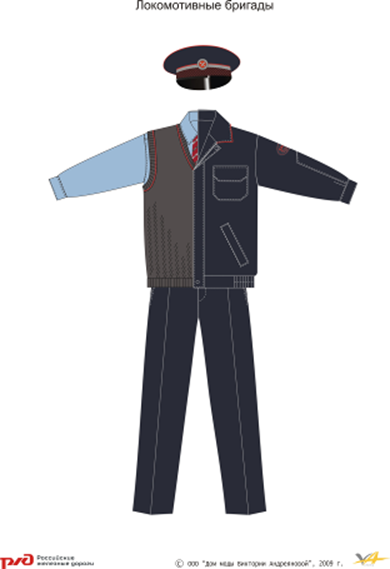 Локомотивные бригады
РЖД
Российские
железные дороги
© ООО "Дом моды Виктории Андреяновой", 2009 г.